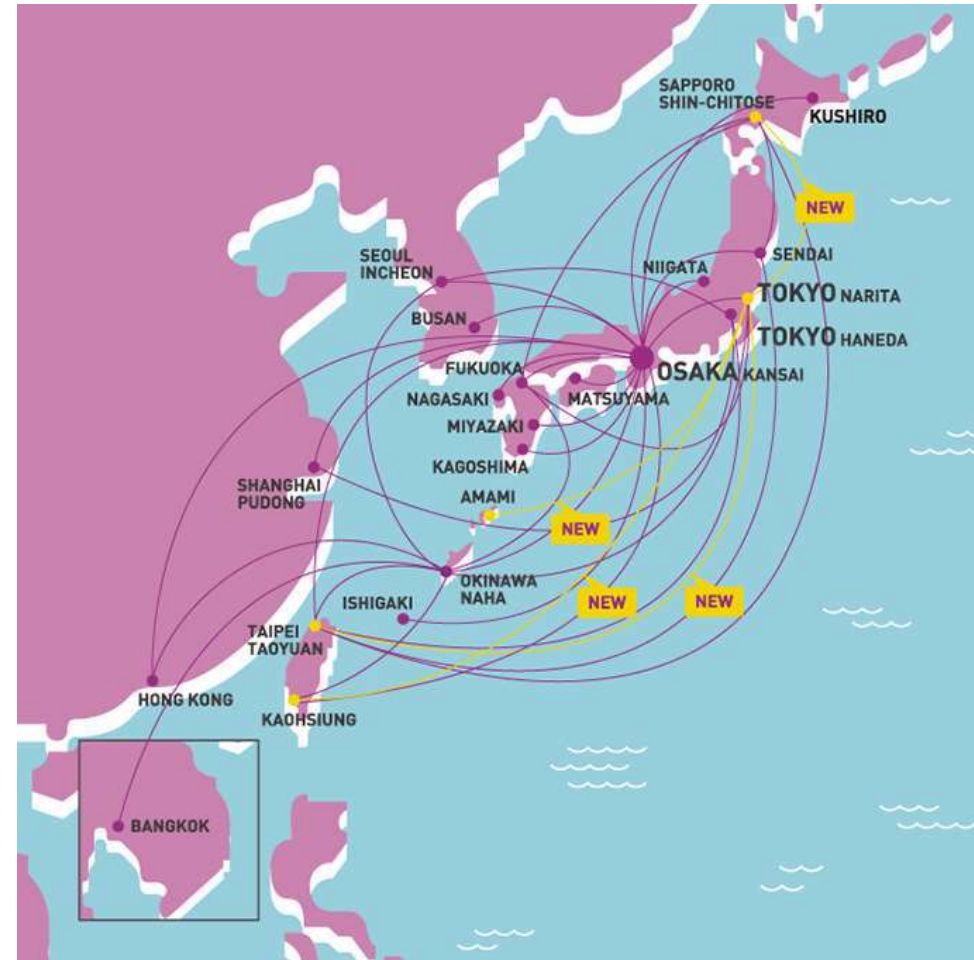 SAPPORO
SHIN-CHITOSE
KUSHIRO
NEW
SEOUL
INCHEON
NIIGATA
SENDAI
TOKYO NARITA
BUSAN
TOKYO HANEDA
FUKUOKA
OSAKA KANSAI
NAGASAKI
MATSUYAMA
MIYAZAKI
KAGOSHIMA
SHANGHAI
PUDONG
AMAMI
NEW
OKINAWA
NAHA
ISHIGAKI
NEW
NEW
TAIPEI
TAOYUAN
HONG KONG
KAOHSIUNG
BANGKOK